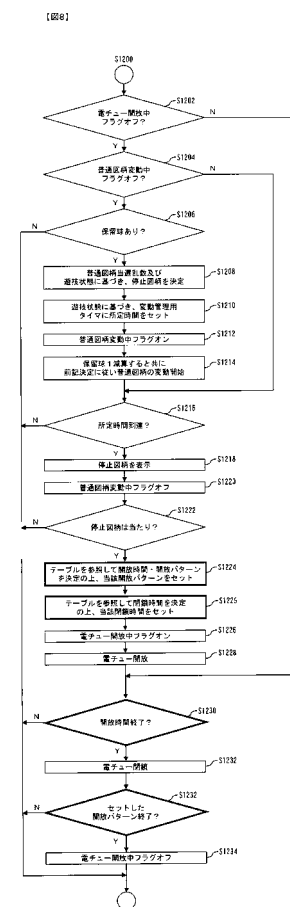 【図8】
S1200
S1202
電チュー開放中
フラグオフ？
N
Y
S1204
普通図柄変動中
フラグオフ？
N
Y
S1206
保留球あり？
N
Y
普通図柄当選乱数及び
遊技状態に基づき、停止図柄を決定
S1208
遊技状態に基づき、変動管理用
タイマに所定時間をセット
S1210
普通図柄変動中フラグオン
S1212
保留球１減算すると共に
前記決定に従い普通図柄の変動開始
S1214
S1216
所定時間到達？
N
Y
停止図柄を表示
S1218
普通図柄変動中フラグオフ
S1223
S1222
停止図柄は当たり？
N
Y
テーブルを参照して開放時間・開放パターン
を決定の上、当該開放パターンをセット
S1224
テーブルを参照して閉鎖時間を決定
の上、当該閉鎖時間をセット
S1225
電チュー開放中フラグオン
S1226
電チュー開放
S1228
S1230
開放時間終了？
N
Y
電チュー閉鎖
S1232
S1232
セットした
開放パターン終了？
N
Y
電チュー開放中フラグオフ
S1234